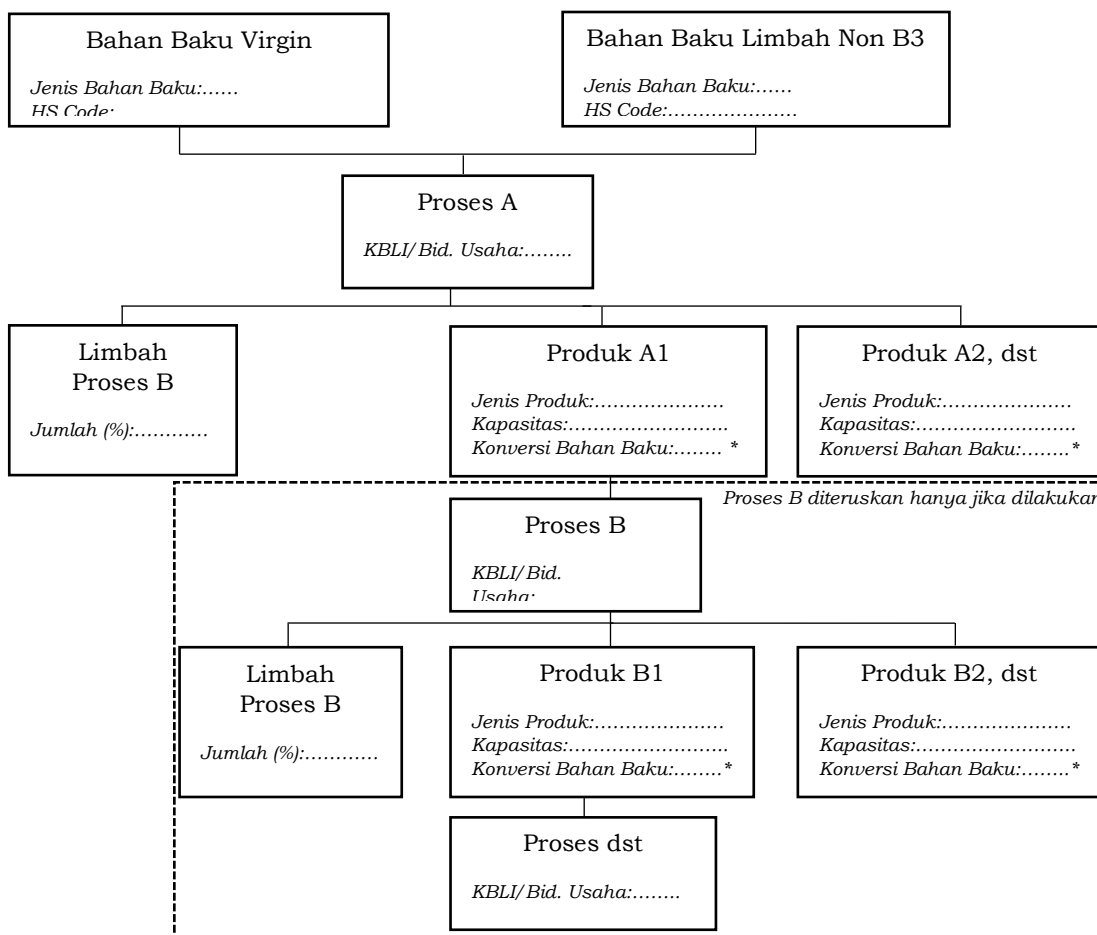 Bahan Baku Virgin
Jenis Bahan Baku:......
HS Code:
Bahan Baku Limbah Non B3
Jenis Bahan Baku:......
HS Code:.....................
Proses A
KBLI/Bid. Usaha:........
Limbah
Proses B
Jumlah (%):............
Produk A1
Jenis Produk:.....................
Kapasitas:..........................
Konversi Bahan Baku:........ *
Produk A2, dst
Jenis Produk:.....................
Kapasitas:..........................
Konversi Bahan Baku:........*
Proses B diteruskan hanya jika dilakukan
Proses B
KBLI/Bid.
Usaha:
Limbah
Proses B
Jumlah (%):............
Produk B1
Jenis Produk:.....................
Kapasitas:..........................
Konversi Bahan Baku:........*
Produk B2, dst
Jenis Produk:.....................
Kapasitas:..........................
Konversi Bahan Baku:........*
Proses dst
KBLI/Bid. Usaha:........